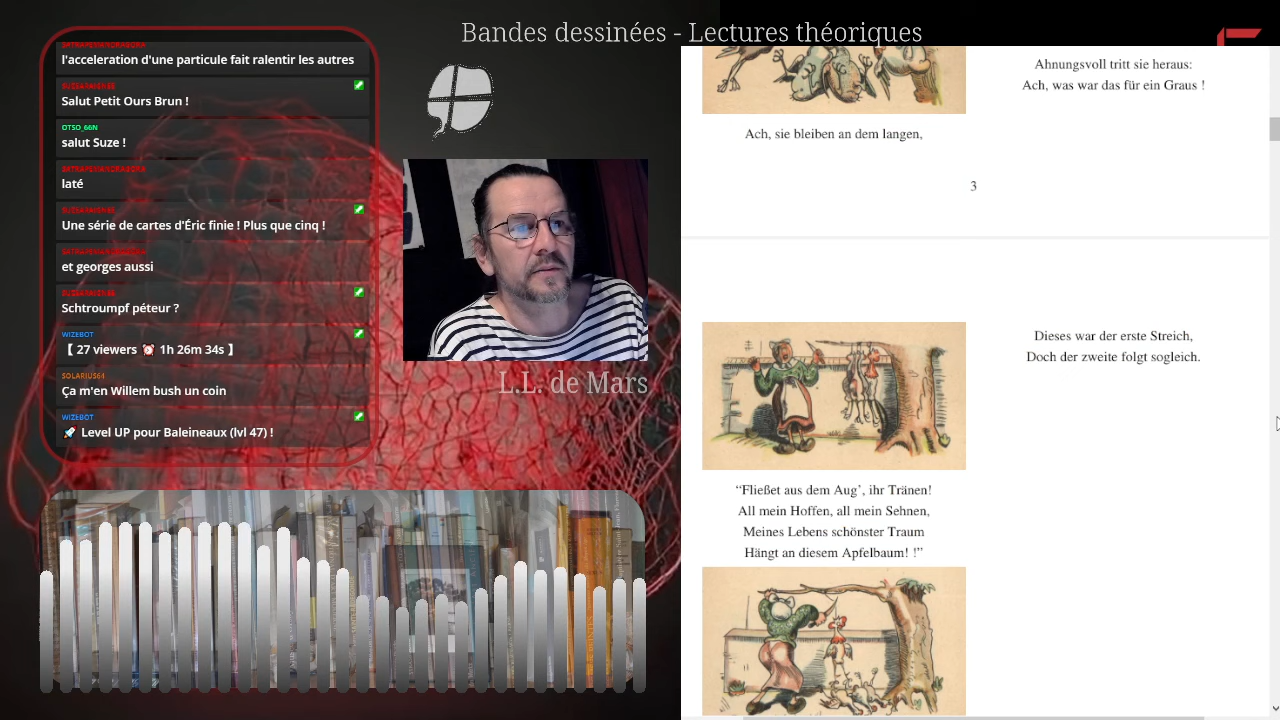 Bandes dessinées - Lectures théoriques
l'acceleration d'une particule fait ralentir les autres
Salut Petit Ours Brun !
OTSO_66N
salut Suze !
laté
Une série de cartes d'Éric finie ! Plus que cinq !
et georges aussi
Schtroumpf péteur ?
WIZEBOT
【 27 viewers ⏰ 1h 26m 34s 】
SOLARIUS64
Ça m'en Willem bush un coin
WIZEBOT
🚀 Level UP pour Baleineaux (lvl 47) !
L.L. de Mars
Ach, sie bleiben an dem langen,
Ahnungsvoll tritt sie heraus:
Ach, was war das für ein Graus !
3
“Fließet aus dem Aug’, ihr Tränen!
All mein Hoffen, all mein Sehnen,
Meines Lebens schönster Traum
Hängt an diesem Apfelbaum! !”
Dieses war der erste Streich,
Doch der zweite folgt sogleich.